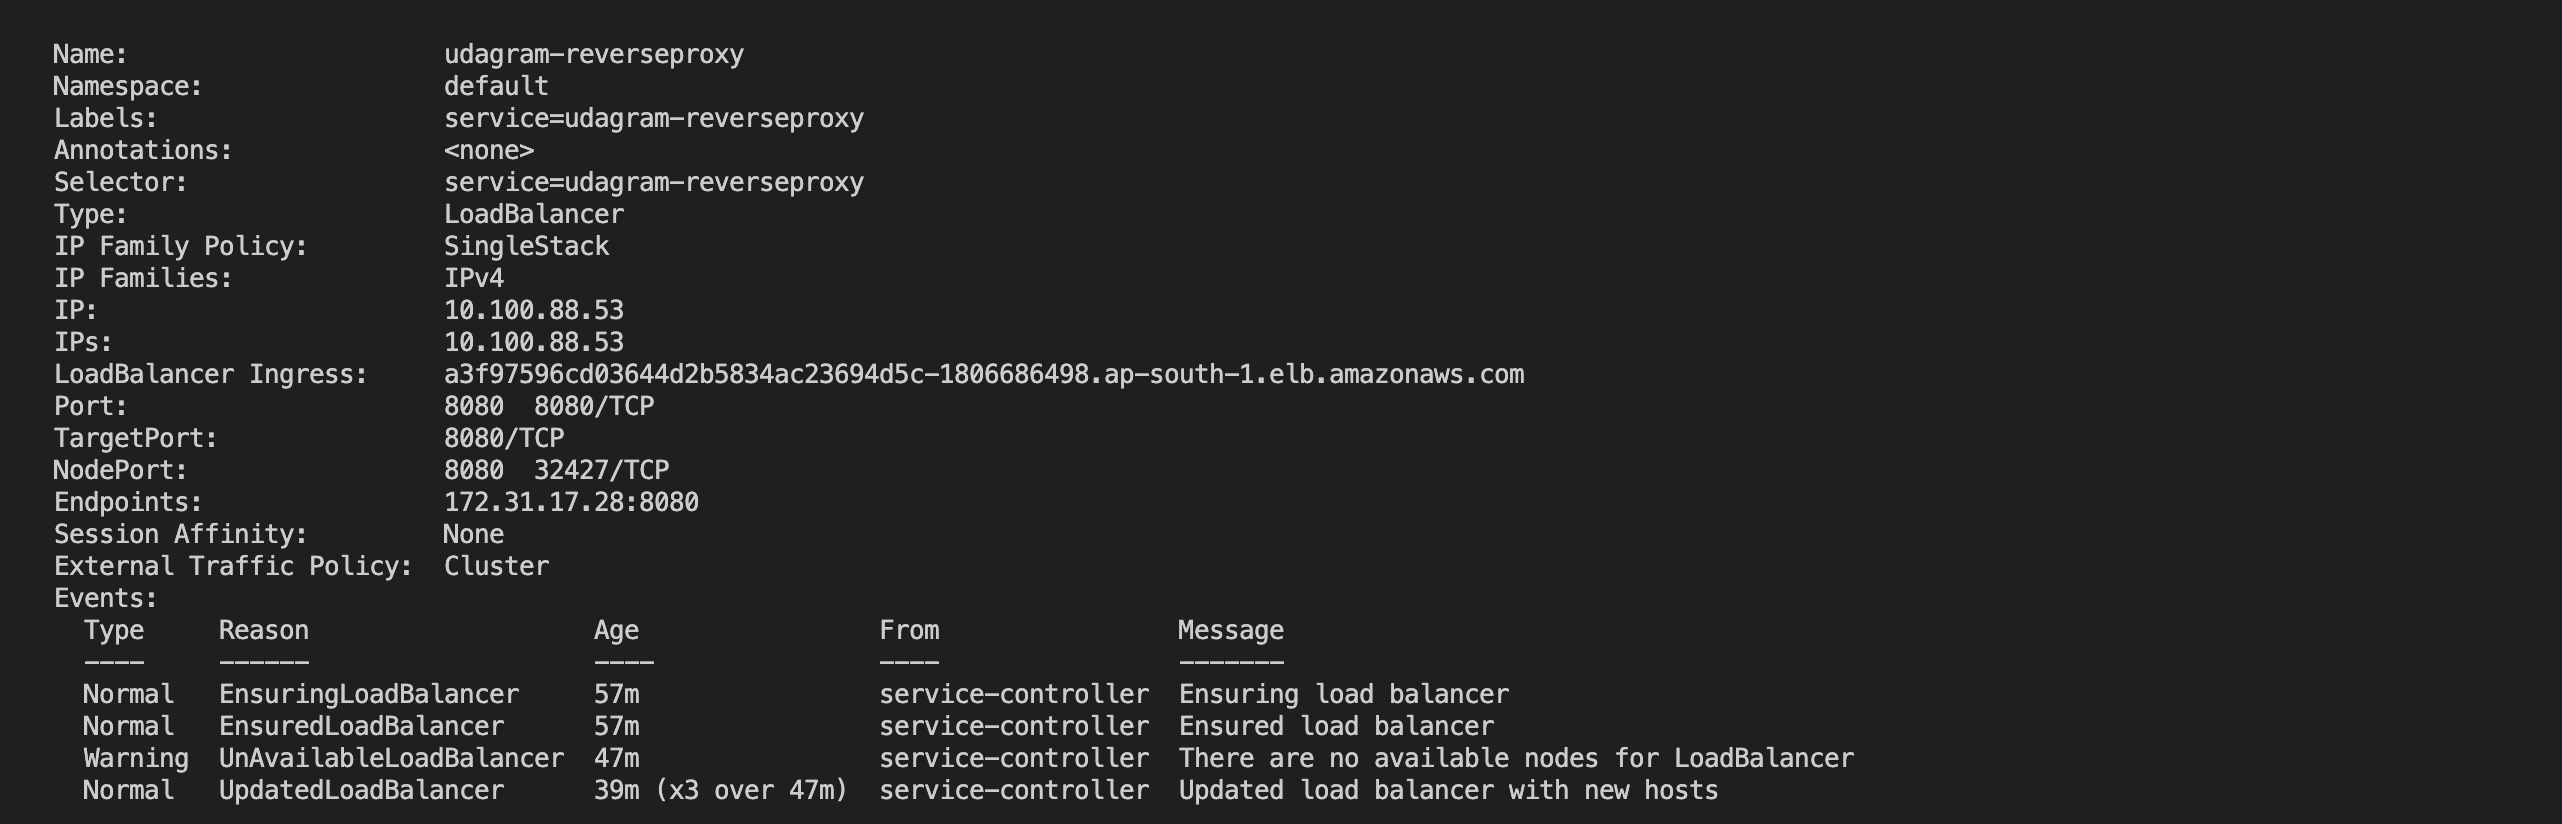 Name:                     udagram-reverseproxy
Namespace:                default
Labels:                   service=udagram-reverseproxy
Annotations:              <none>
Selector:                 service=udagram-reverseproxy
Type:                     LoadBalancer
IP Family Policy:         SingleStack
IP Families:              IPv4
IP:                       10.100.88.53
IPs:                      10.100.88.53
LoadBalancer Ingress:     a3f97596cd03644d2b5834ac23694d5c-1806686498.ap-south-1.elb.amazonaws.com
Port:                     8080  8080/TCP
TargetPort:               8080/TCP
NodePort:                 8080  32427/TCP
Endpoints:                172.31.17.28:8080
Session Affinity:         None
External Traffic Policy:  Cluster
Events:
  Type     Reason                   Age                From                Message
  ----     ------                   ----               ----                -------
  Normal   EnsuringLoadBalancer     57m                service-controller  Ensuring load balancer
  Normal   EnsuredLoadBalancer      57m                service-controller  Ensured load balancer
  Warning  UnAvailableLoadBalancer  47m                service-controller  There are no available nodes for LoadBalancer
  Normal   UpdatedLoadBalancer      39m (x3 over 47m)  service-controller  Updated load balancer with new hosts